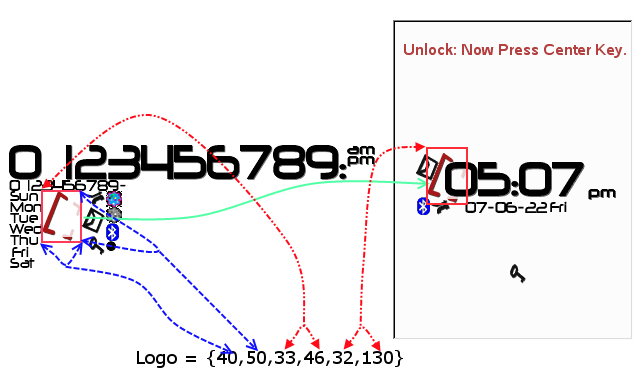 Unlock: Now Press Center Key.
0 123456789: am
pm
0 123456789-
Sun
Mon
Tue
Wed
Thu
Fri
Sat
05:07 pm
07-06-22 Fri
Logo = {40,50,33,46,32,130}